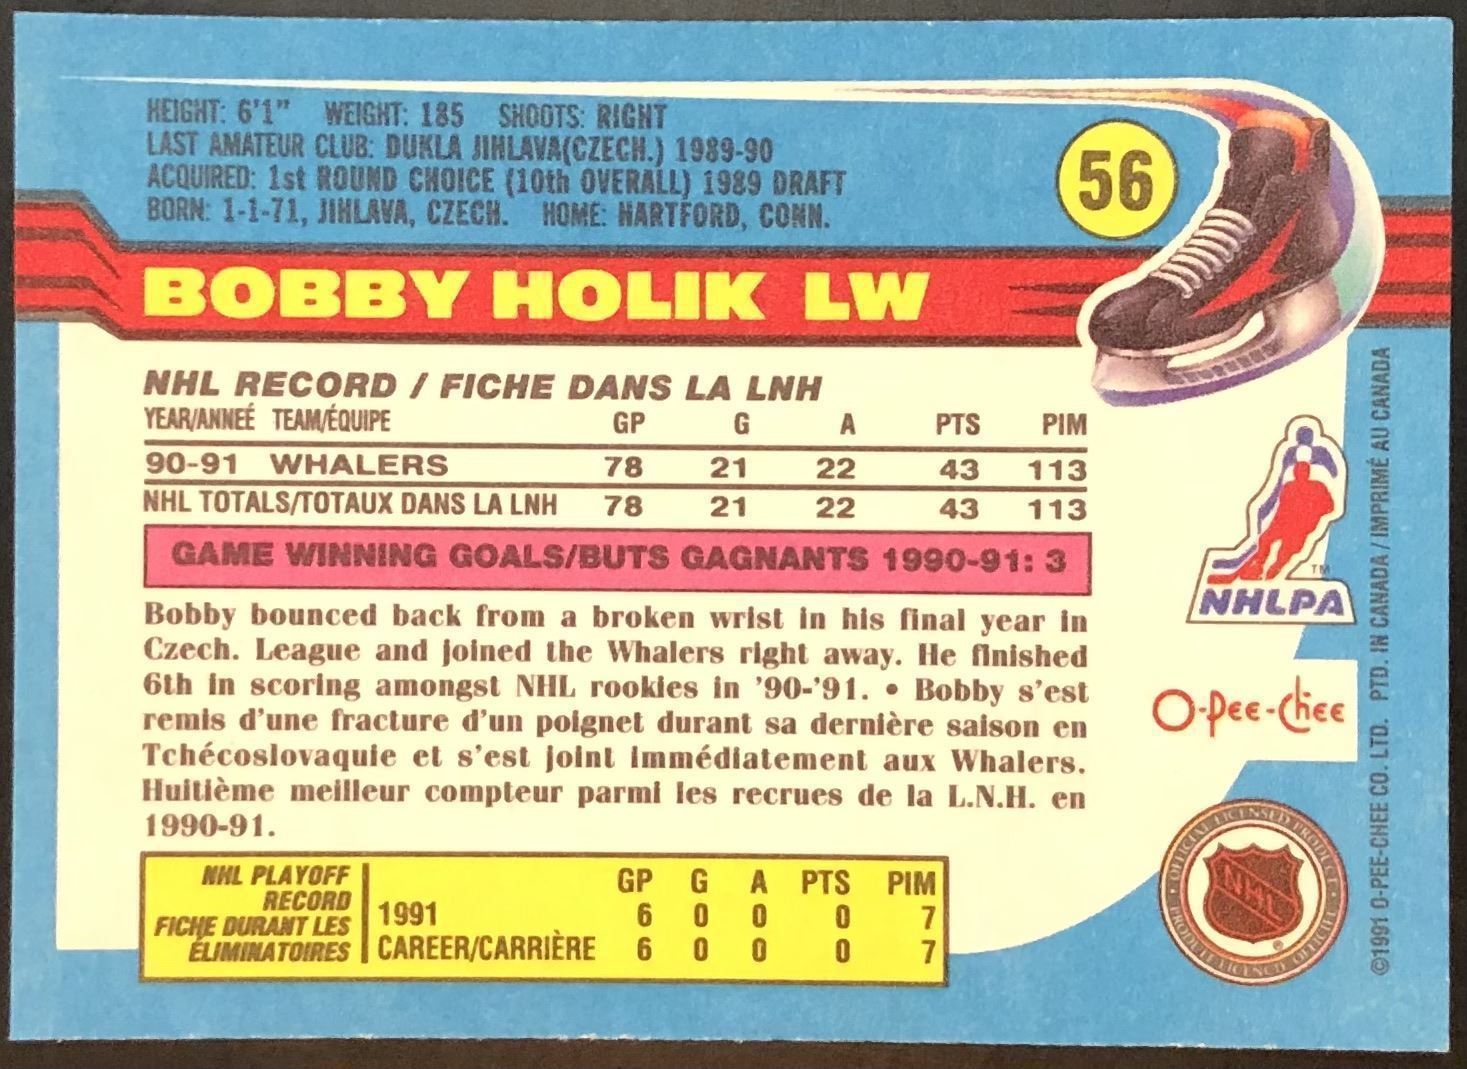 HEIGHT: 6'1" WEIGHT: 185 SHOOTS: RIGHT
LAST AMATEUR CLUB: DUKLA JIHLAVA(CZECH.) 1989-90
ACQUIRED: 1st ROUND CHOICE (10th OVERALL) 1989 DRAFT
BORN: 1-1-71, JIHLAVA, CZECH. HOME: HARTFORD, CONN.
56
BOBBY HOLIK LW
NHL RECORD / FICHE DANS LA LNH
YEAR/ANNEÉ TEAM/ÉQUIPE GP G A PTS PIM
90-91 WHALERS 78 21 22 43 113
NHL TOTALS/TOTAUX DANS LA LNH 78 21 22 43 113
GAME WINNING GOALS/BUTS GAGNANTS 1990-91: 3
Bobby bounced back from a broken wrist in his final year in
Czech. League and joined the Whalers right away. He finished
6th in scoring amongst NHL rookies in '90-'91. • Bobby s'est
remis d'une fracture d'un poignet durant sa dernière saison en
Tchécoslovaquie et s'est joint immédiatement aux Whalers.
Huitième meilleur compteur parmi les recrues de la L.N.H. en
1990-91.
NHL PLAYOFF
RECORD
FICHE DURANT LES
ÉLIMINATOIRES
GP G A PTS PIM
1991 6 0 0 0 7
CAREER/CARRIÈRE 6 0 0 0 7
TM
NHLPA
O-Pee-Chee
OFFICIAL LICENSED PRODUCT
NHL
®
PRODUIT LICENCIÉ OFFICIEL
©1991 O-PEE-CHEE CO. LTD. PTD. IN CANADA / IMPRIMÉ AU CANADA